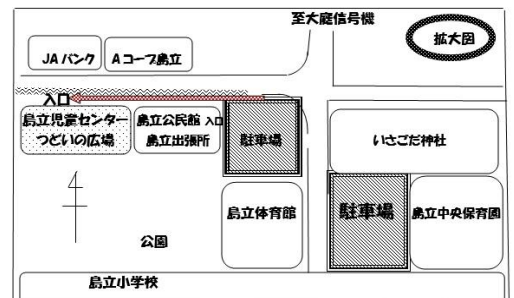 至大庭信号機
拡大図
JA バンク
Aコープ島立
入口
島立児童センター
つどいの広場
島立公民館 入口
島立出張所
駐車場
いさごだ神社
島立体育館
駐車場
島立中央保育園
公園
島立小学校